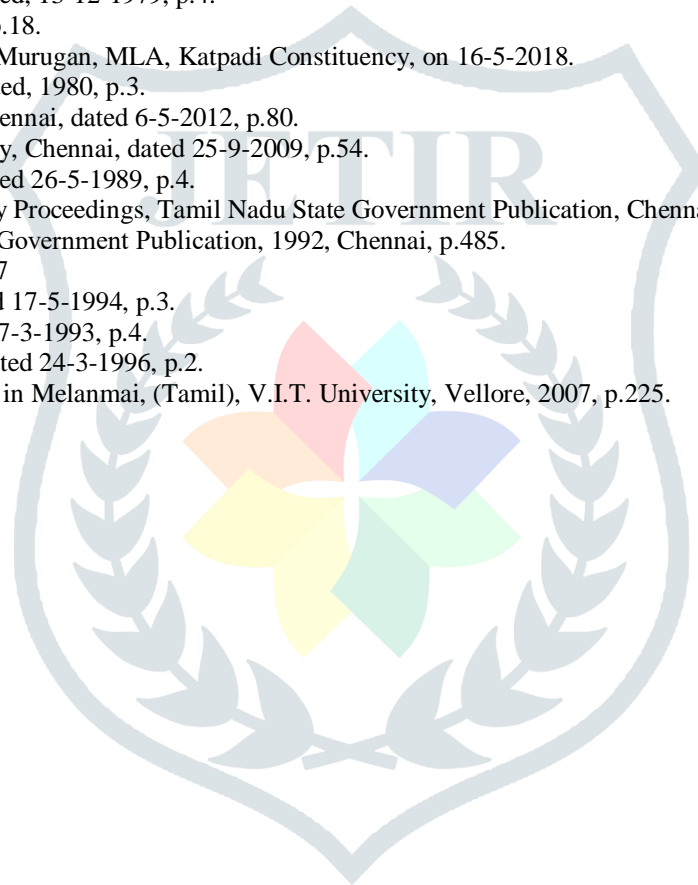 ed, 13-12-1979, p.4.
p.18.
Murugan, MLA, Katpadi Constituency, on 16-5-2018.
ed, 1980, p.3.
ennai, dated 6-5-2012, p.80.
y, Chennai, dated 25-9-2009, p.54.
ed 26-5-1989, p.4.
JETIR
y Proceedings, Tamil Nadu State Government Publication, Chenna
Government Publication, 1992, Chennai, p.485.
7
d 17-5-1994, p.3.
7-3-1993, p.4.
ted 24-3-1996, p.2.
in Melanmai, (Tamil), V.I.T. University, Vellore, 2007, p.225.